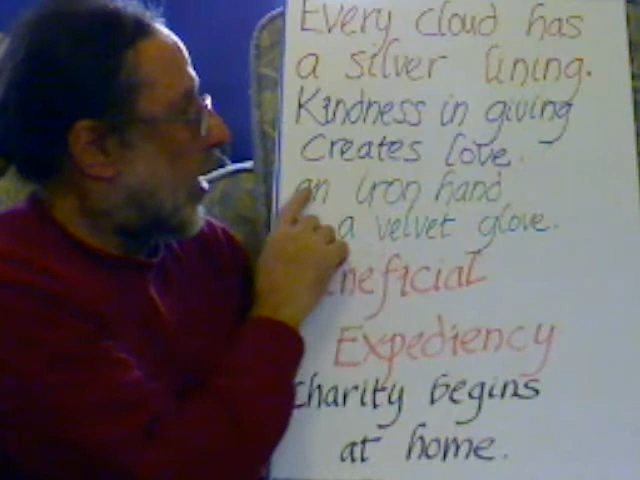 Every cloud has
a silver lining.
Kindness in giving
Creates love.
an iron hand
a velvet glove.
neficial
Expediency
Charity begins
at home.